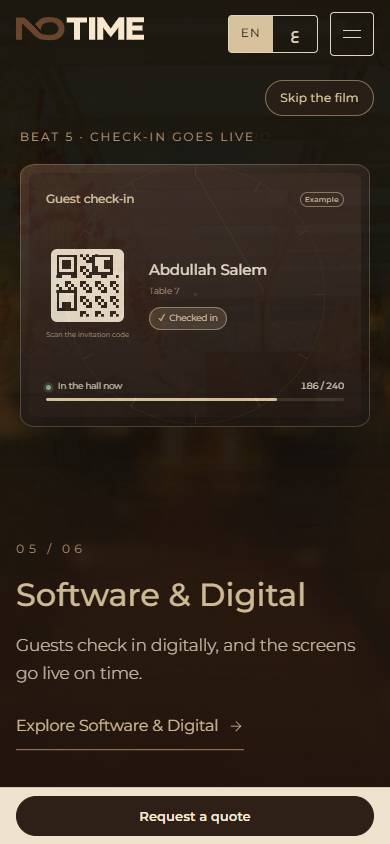 NOTIME
EN
ع
Skip the film
BEAT 5 · CHECK-IN GOES LIVE
Guest check-in
Example
Abdullah Salem
Table 7
✓ Checked in
Scan the invitation code
In the hall now
186 / 240
05 / 06
Software & Digital
Guests check in digitally, and the screens
go live on time.
Explore Software & Digital →
Request a quote